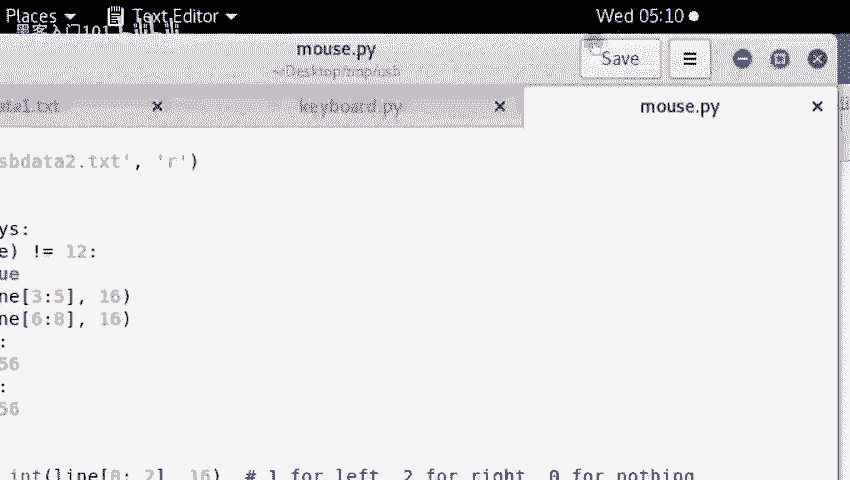 Places Text Editor Wed 05:10
黑客入门101
mouse.py
Save
~/Desktop/tmp/usb
data1.txt keyboard.py mouse.py
sbdata2.txt', 'r')
ys:
e) != 12:
ue
ne[3:5], 16)
ne[6:8], 16)
:
56
:
56
int(line[0: 2], 16) # 1 for left, 2 for right, 0 for nothing